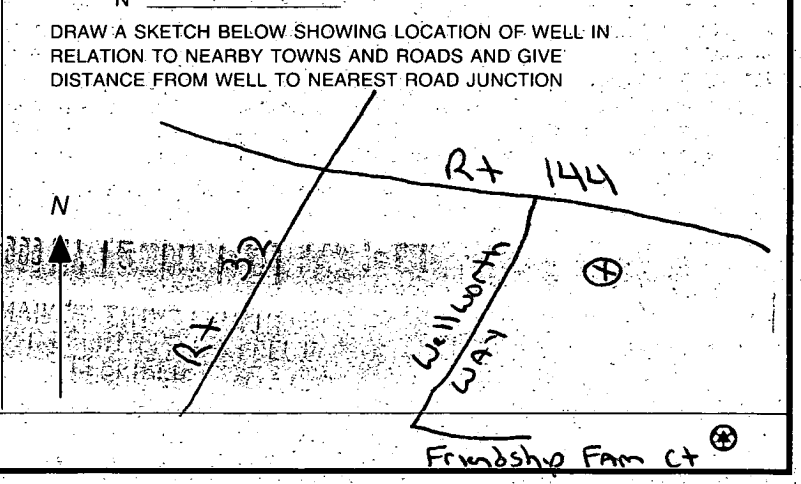 N
DRAW A SKETCH BELOW SHOWING LOCATION OF WELL IN
RELATION TO NEARBY TOWNS AND ROADS AND GIVE
DISTANCE FROM WELL TO NEAREST ROAD JUNCTION
Rt 144
N
Rt 32
Wellworth
WAY
Friendship FAm Ct